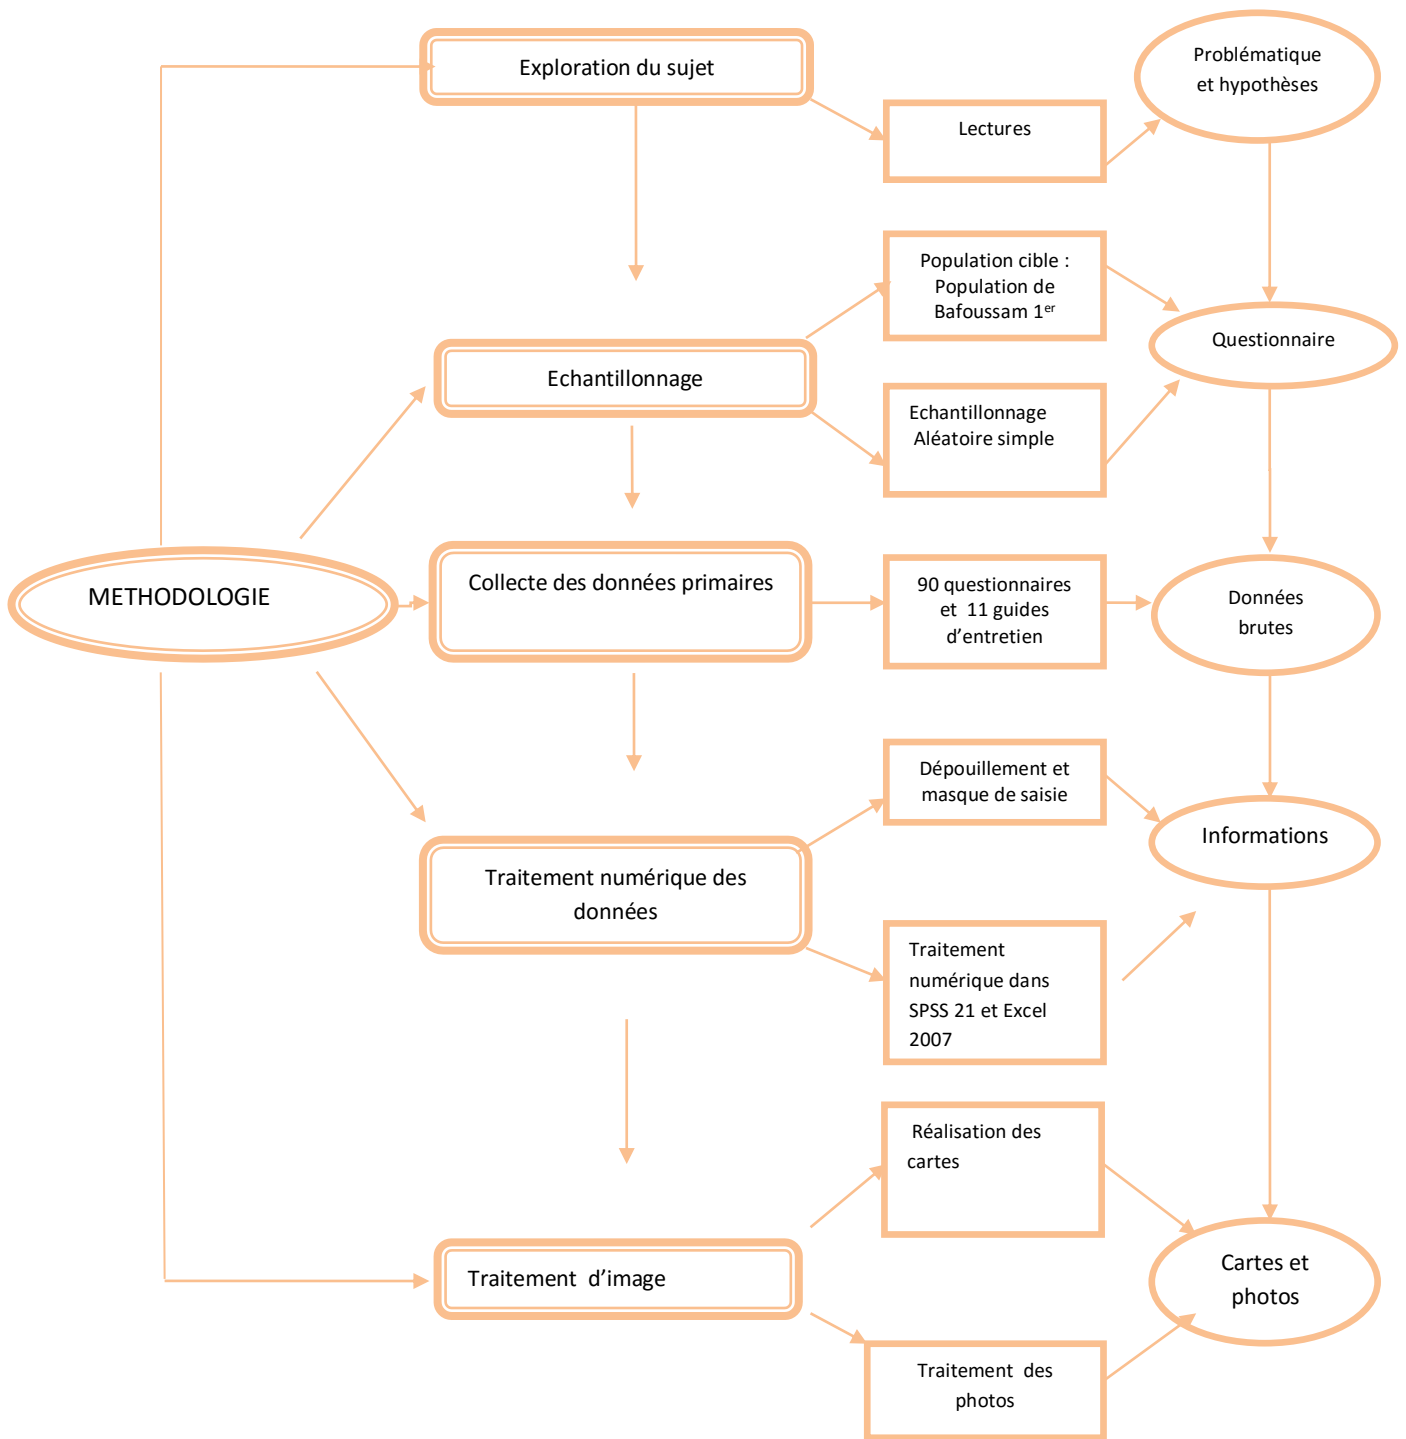 Exploration du sujet
Problématique
et hypothèses
Lectures
Population cible :
Population de
Bafoussam 1er
Questionnaire
Echantillonnage
Echantillonnage
Aléatoire simple
METHODOLOGIE
Collecte des données primaires
90 questionnaires
et 11 guides
d’entretien
Données
brutes
Dépouillement et
masque de saisie
Informations
Traitement numérique des
données
Traitement
numérique dans
SPSS 21 et Excel
2007
Réalisation des
cartes
Traitement d’image
Cartes et
photos
Traitement des
photos